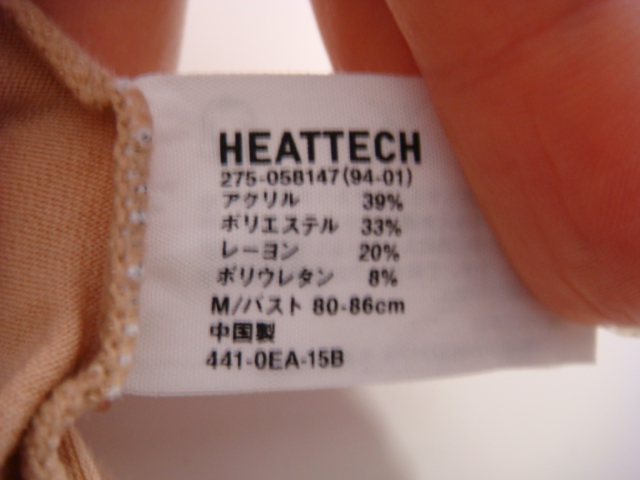 HEATTECH
275-058147(94-01)
アクリル 39%
ポリエステル 33%
レーヨン 20%
ポリウレタン 8%
M/バスト 80-86cm
中国製
441-0EA-15B